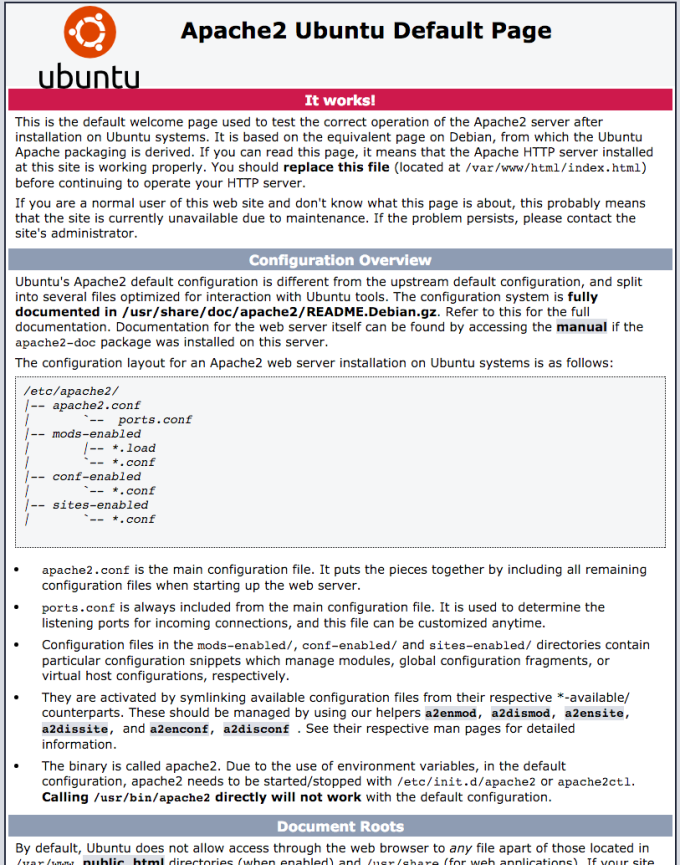 ubuntu
Apache2 Ubuntu Default Page
It works!
This is the default welcome page used to test the correct operation of the Apache2 server after
installation on Ubuntu systems. It is based on the equivalent page on Debian, from which the Ubuntu
Apache packaging is derived. If you can read this page, it means that the Apache HTTP server installed
at this site is working properly. You should replace this file (located at /var/www/html/index.html)
before continuing to operate your HTTP server.
If you are a normal user of this web site and don't know what this page is about, this probably means
that the site is currently unavailable due to maintenance. If the problem persists, please contact the
site's administrator.
Configuration Overview
Ubuntu's Apache2 default configuration is different from the upstream default configuration, and split
into several files optimized for interaction with Ubuntu tools. The configuration system is fully
documented in /usr/share/doc/apache2/README.Debian.gz. Refer to this for the full
documentation. Documentation for the web server itself can be found by accessing the manual if the
apache2-doc package was installed on this server.
The configuration layout for an Apache2 web server installation on Ubuntu systems is as follows:
/etc/apache2/
|-- apache2.conf
|       `--  ports.conf
|-- mods-enabled
|       |-- *.load
|       `-- *.conf
|-- conf-enabled
|       `-- *.conf
|-- sites-enabled
|       `-- *.conf
• apache2.conf is the main configuration file. It puts the pieces together by including all remaining
configuration files when starting up the web server.
• ports.conf is always included from the main configuration file. It is used to determine the
listening ports for incoming connections, and this file can be customized anytime.
• Configuration files in the mods-enabled/, conf-enabled/ and sites-enabled/ directories contain
particular configuration snippets which manage modules, global configuration fragments, or
virtual host configurations, respectively.
• They are activated by symlinking available configuration files from their respective *-available/
counterparts. These should be managed by using our helpers a2enmod, a2dismod, a2ensite,
a2dissite, and a2enconf, a2disconf . See their respective man pages for detailed
information.
• The binary is called apache2. Due to the use of environment variables, in the default
configuration, apache2 needs to be started/stopped with /etc/init.d/apache2 or apache2ctl.
Calling /usr/bin/apache2 directly will not work with the default configuration.
Document Roots
By default, Ubuntu does not allow access through the web browser to any file apart of those located in
/var/www, public_html directories (when enabled) and /usr/share (for web applications). If your site